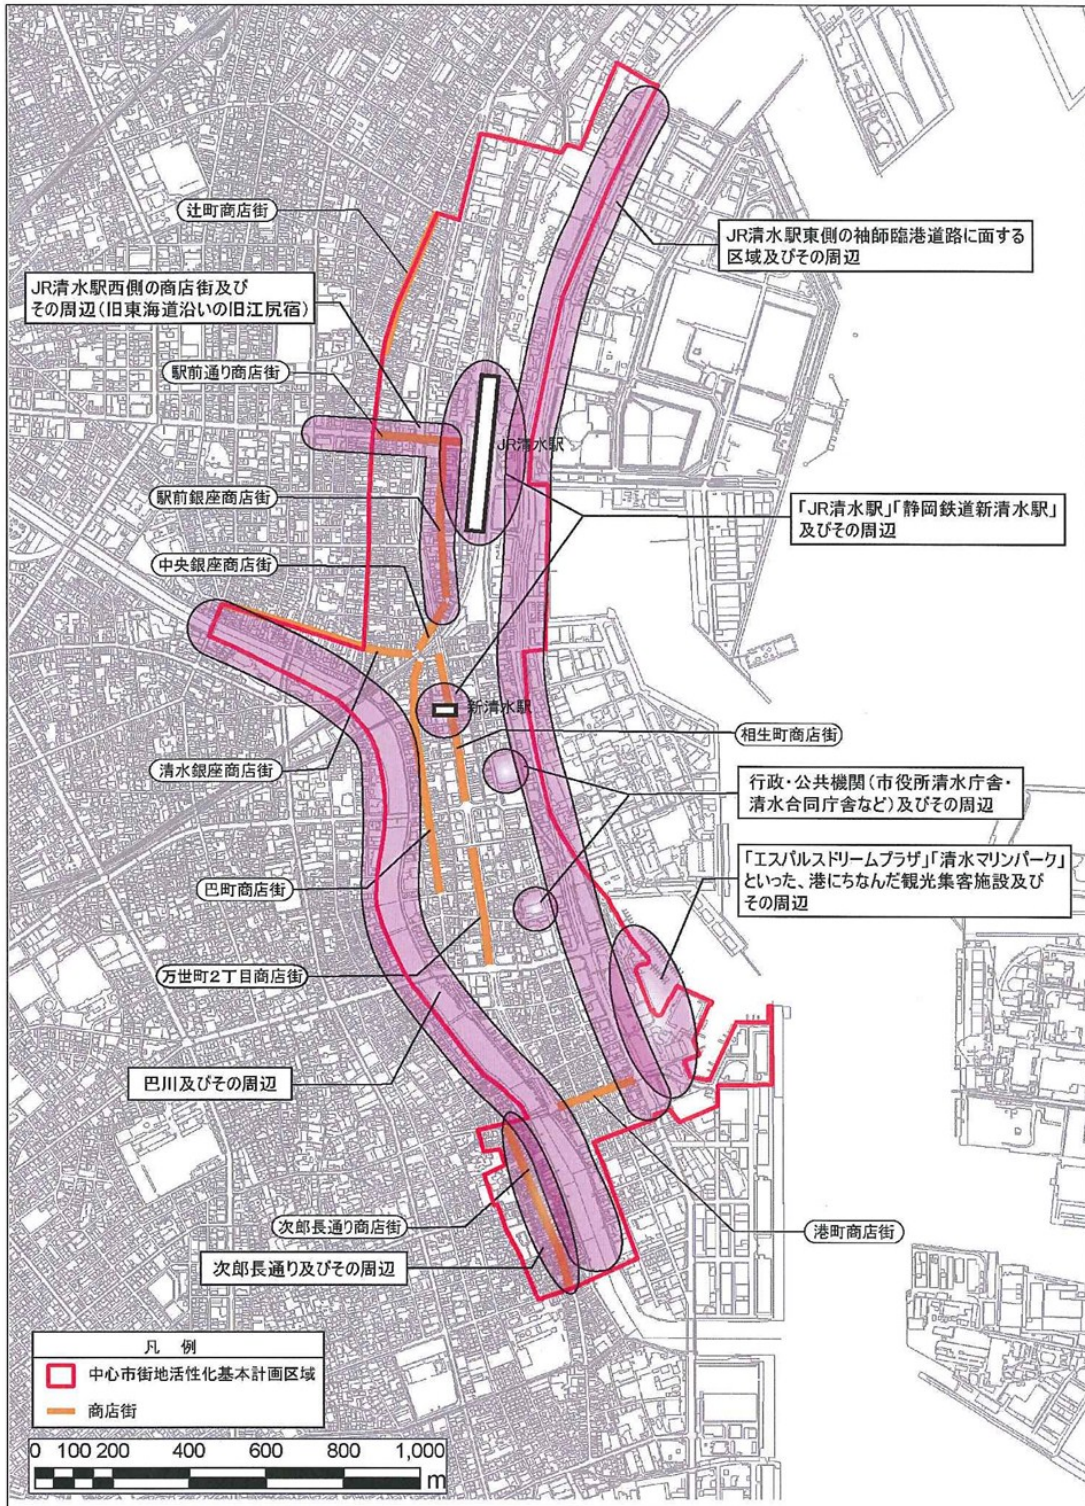 辻町商店街
JR清水駅東側の袖師臨港道路に面する
区域及びその周辺
JR清水駅西側の商店街及び
その周辺(旧東海道沿いの旧江尻宿)
駅前通り商店街
JR清水駅
駅前銀座商店街
「JR清水駅」「静岡鉄道新清水駅」
及びその周辺
中央銀座商店街
新清水駅
相生町商店街
清水銀座商店街
行政・公共機関(市役所清水庁舎・
清水合同庁舎など)及びその周辺
「エスパルスドリームプラザ」「清水マリンパーク」
といった、港にちなんだ観光集客施設及び
その周辺
巴町商店街
万世町2丁目商店街
巴川及びその周辺
次郎長通り商店街
港町商店街
次郎長通り及びその周辺
凡 例
中心市街地活性化基本計画区域
商店街
0 100 200 400 600 800 1,000
m